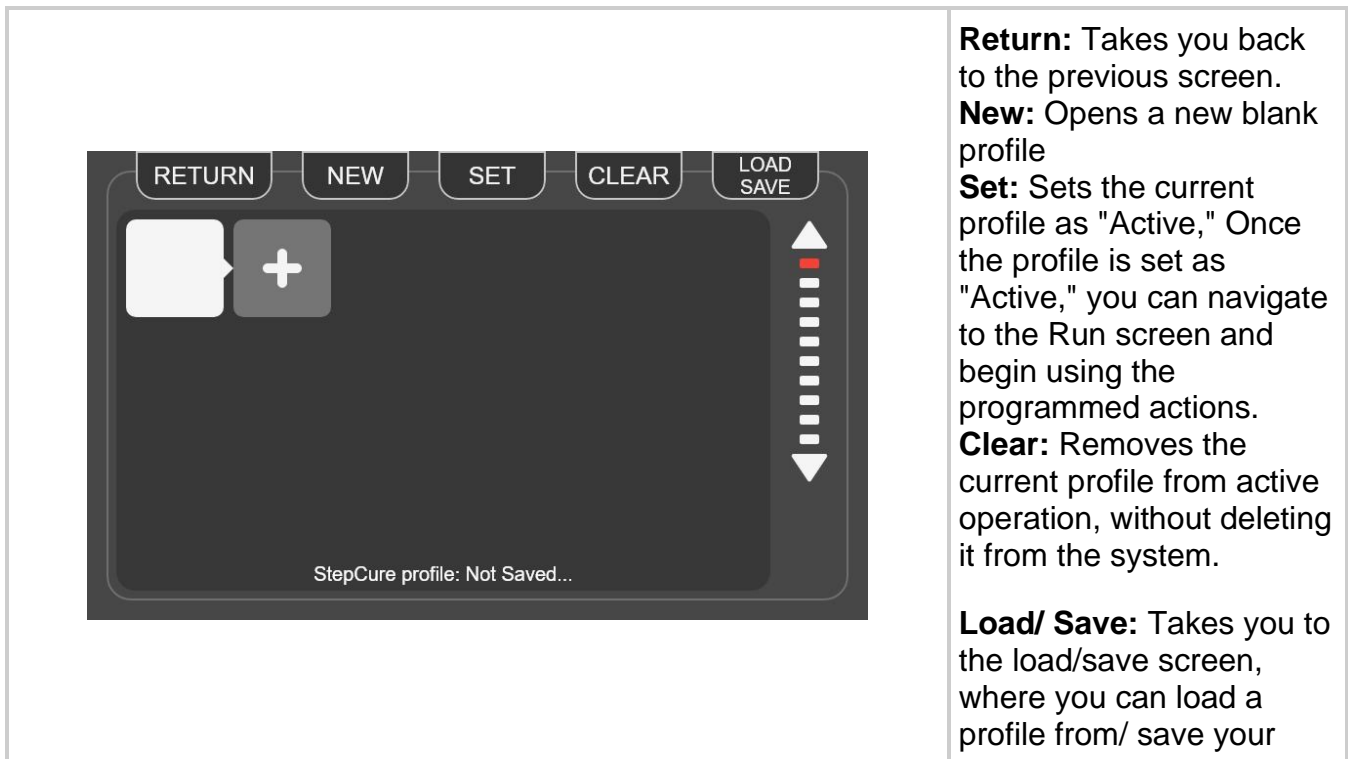 RETURN NEW SET CLEAR LOAD
SAVE
StepCure profile: Not Saved...
Return: Takes you back
to the previous screen.
New: Opens a new blank
profile
Set: Sets the current
profile as "Active," Once
the profile is set as
"Active," you can navigate
to the Run screen and
begin using the
programmed actions.
Clear: Removes the
current profile from active
operation, without deleting
it from the system.
Load/ Save: Takes you to
the load/save screen,
where you can load a
profile from/ save your